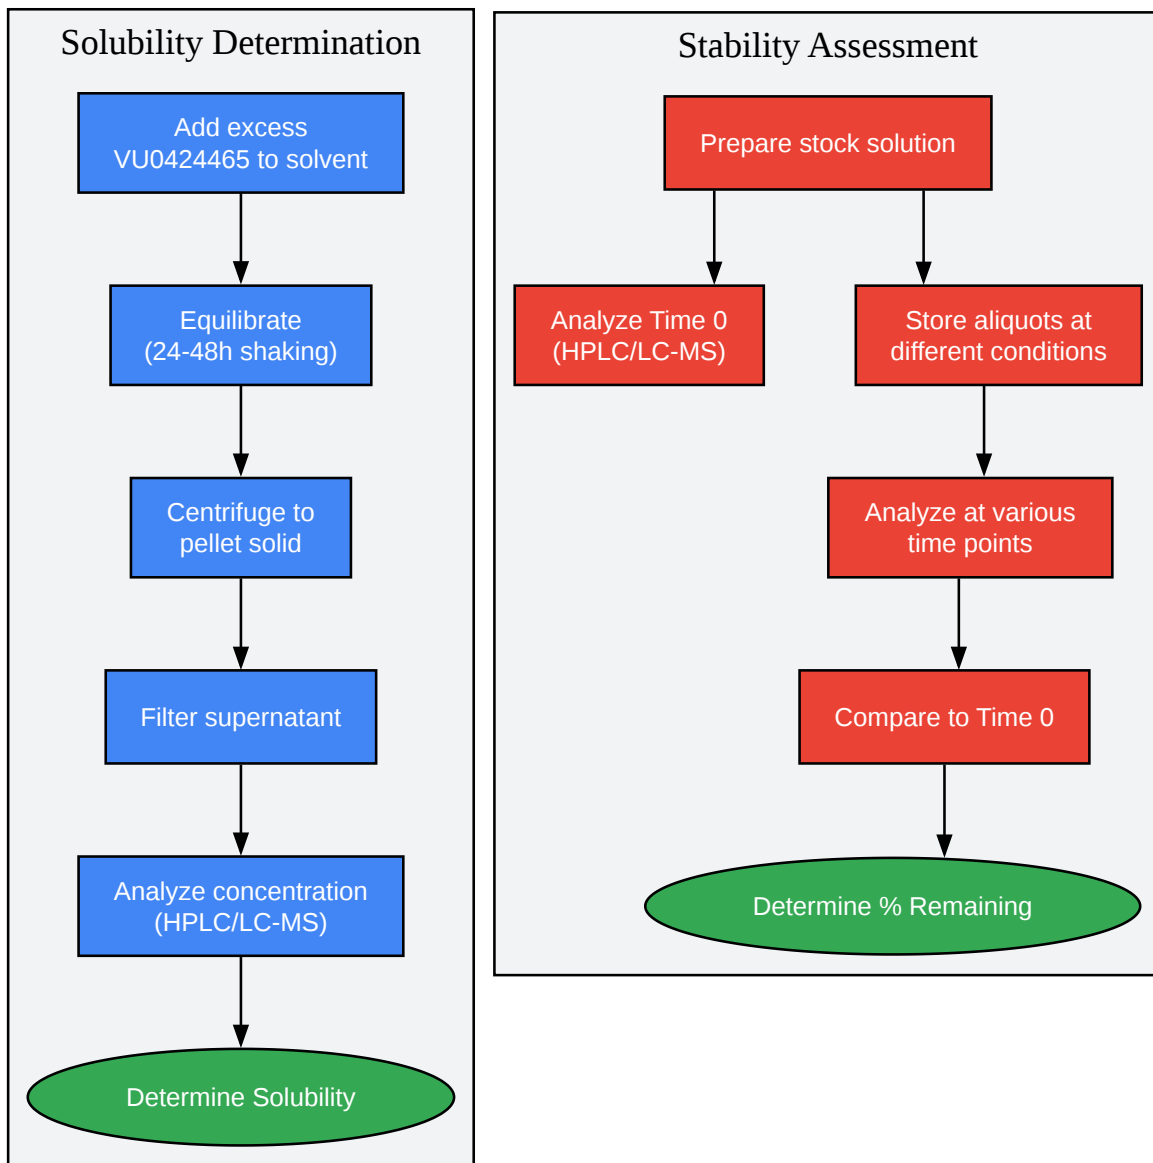 Solubility Determination
Add excess
VU0424465 to solvent
Equilibrate
(24-48h shaking)
Centrifuge to
pellet solid
Filter supernatant
Analyze concentration
(HPLC/LC-MS)
Determine Solubility
Stability Assessment
Prepare stock solution
Analyze Time 0
(HPLC/LC-MS)
Store aliquots at
different conditions
Analyze at various
time points
Compare to Time 0
Determine % Remaining